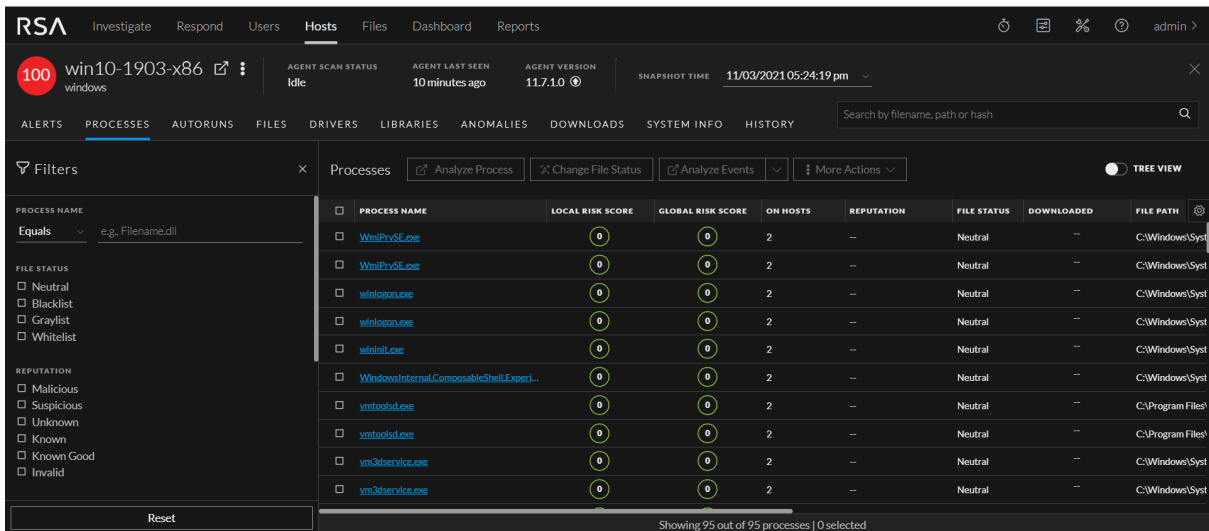 RSA Investigate Respond Users Hosts Files Dashboard Reports admin >
100 win10-1903-x86
windows
AGENT SCAN STATUS
Idle
AGENT LAST SEEN
10 minutes ago
AGENT VERSION
11.7.1.0
SNAPSHOT TIME 11/03/2021 05:24:19 pm
ALERTS PROCESSES AUTORUNS FILES DRIVERS LIBRARIES ANOMALIES DOWNLOADS SYSTEM INFO HISTORY
Search by filename, path or hash
Filters
PROCESS NAME
Equals e.g., Filename.dll
FILE STATUS
Neutral
Blacklist
Graylist
Whitelist
REPUTATION
Malicious
Suspicious
Unknown
Known
Known Good
Invalid
Reset
Processes Analyze Process Change File Status Analyze Events More Actions TREE VIEW
PROCESS NAME LOCAL RISK SCORE GLOBAL RISK SCORE ON HOSTS REPUTATION FILE STATUS DOWNLOADED FILE PATH
WmiPrvSE.exe 0 0 2 -- Neutral -- C:\Windows\Syst
WmiPrvSE.exe 0 0 2 -- Neutral -- C:\Windows\Syst
winlogon.exe 0 0 2 -- Neutral -- C:\Windows\Syst
winlogon.exe 0 0 2 -- Neutral -- C:\Windows\Syst
wininit.exe 0 0 2 -- Neutral -- C:\Windows\Syst
WindowsInternal.ComposableShell.Experi... 0 0 2 -- Neutral -- C:\Windows\Syst
vmtoolsd.exe 0 0 2 -- Neutral -- C:\Program Files\
vmtoolsd.exe 0 0 2 -- Neutral -- C:\Program Files\
vm3dservice.exe 0 0 2 -- Neutral -- C:\Windows\Syst
vm3dservice.exe 0 0 2 -- Neutral -- C:\Windows\Syst
Showing 95 out of 95 processes | 0 selected